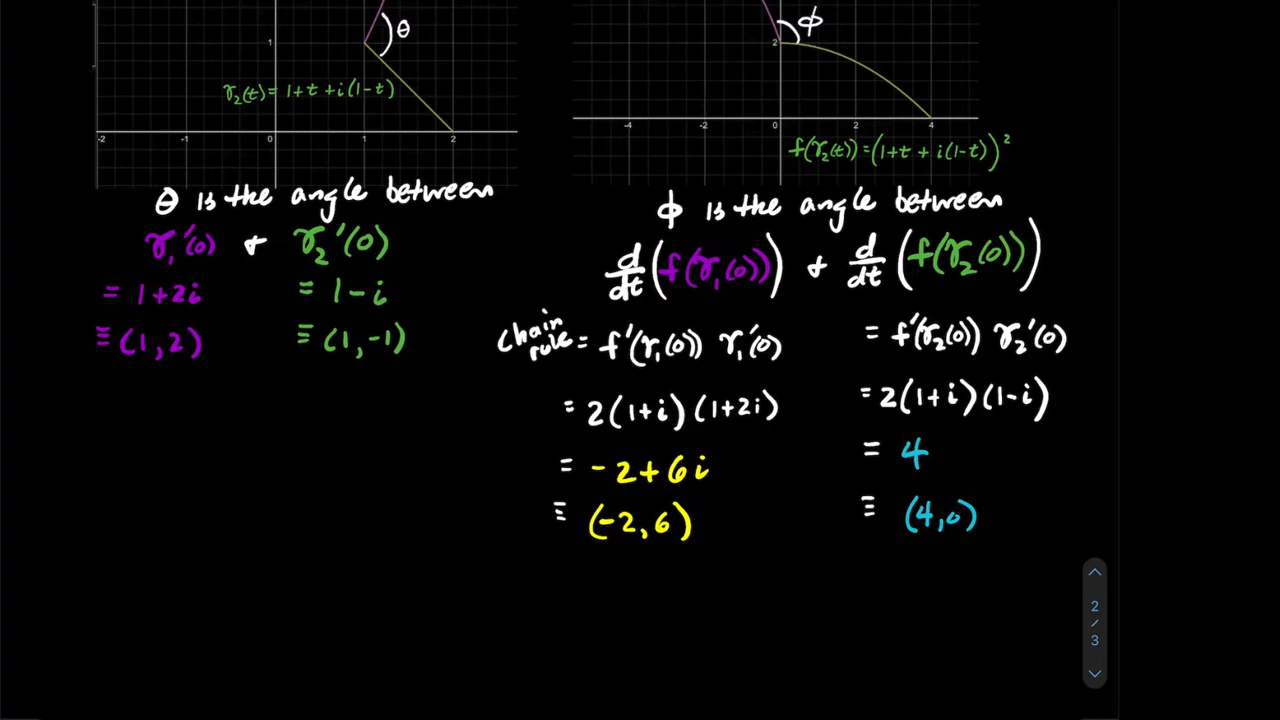 θ
1
γ₂(t) = 1+t + i(1-t)
-2 -1 0 1 2
ϕ
2
-4 -2 0 2 4
f(γ₂(t)) = (1+t + i(1-t))²
θ is the angle between
γ₁'(0) & γ₂'(0)
= 1+2i = 1-i
≡ (1,2) ≡ (1,-1)
ϕ is the angle between
d/dt (f(γ₁(0))) & d/dt (f(γ₂(0)))
chain rule = f'(γ₁(0)) γ₁'(0) = f'(γ₂(0)) γ₂'(0)
= 2(1+i)(1+2i) = 2(1+i)(1-i)
= -2+6i = 4
≡ (-2,6) ≡ (4,0)
2
/
3